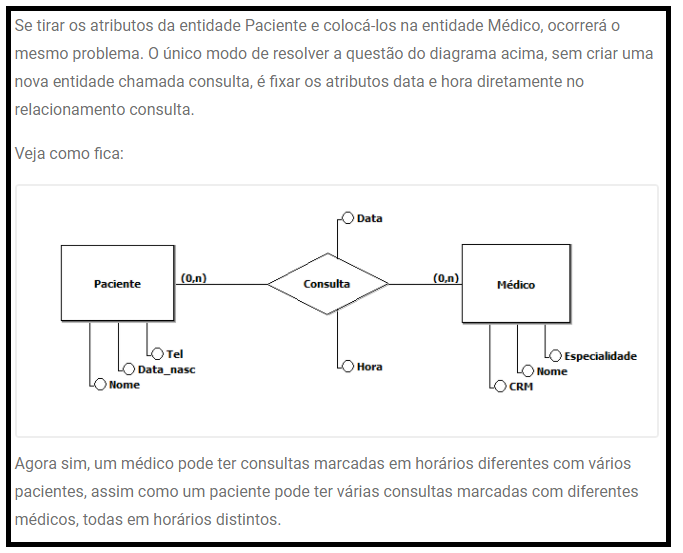 Se tirar os atributos da entidade Paciente e colocá-los na entidade Médico, ocorrerá o
mesmo problema. O único modo de resolver a questão do diagrama acima, sem criar uma
nova entidade chamada consulta, é fixar os atributos data e hora diretamente no
relacionamento consulta.
Veja como fica:
Data
Paciente
(0,n)
Consulta
(0,n)
Médico
Tel
Data_nasc
Nome
Hora
Especialidade
Nome
CRM
Agora sim, um médico pode ter consultas marcadas em horários diferentes com vários
pacientes, assim como um paciente pode ter várias consultas marcadas com diferentes
médicos, todas em horários distintos.